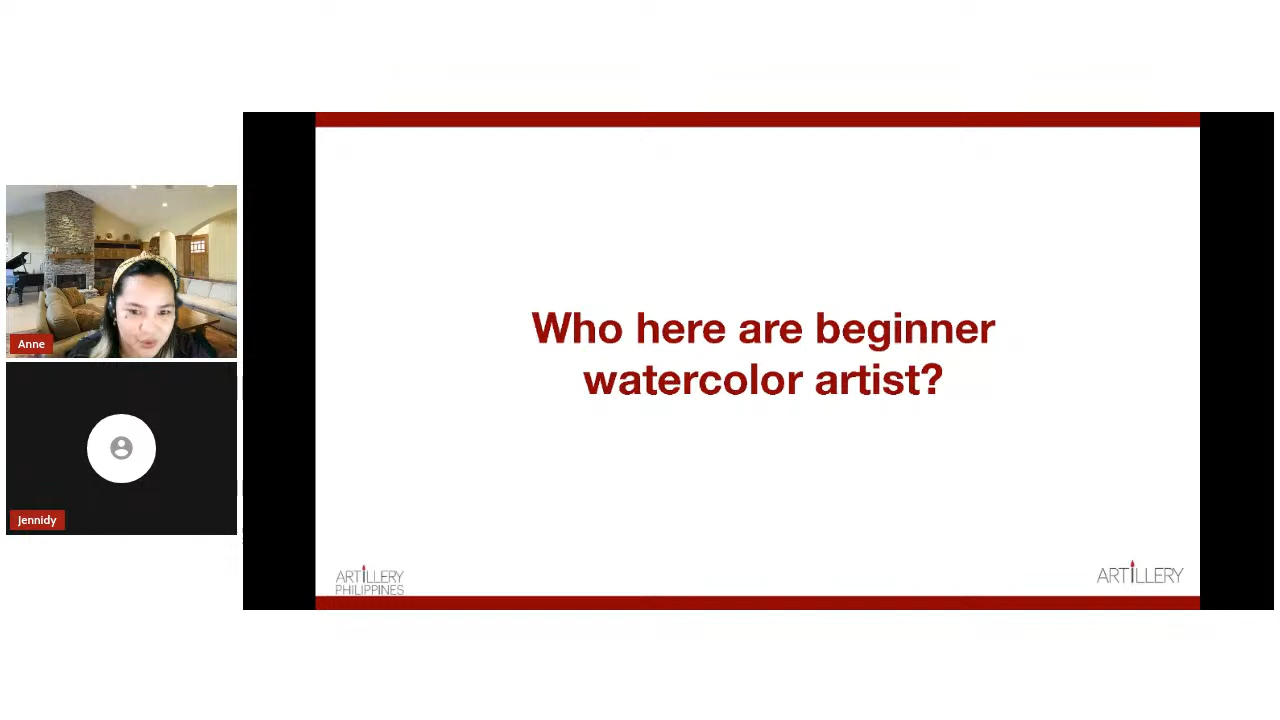 Anne
Jennidy
Who here are beginner
watercolor artist?
ARTILLERY
PHILIPPINES
ARTILLERY